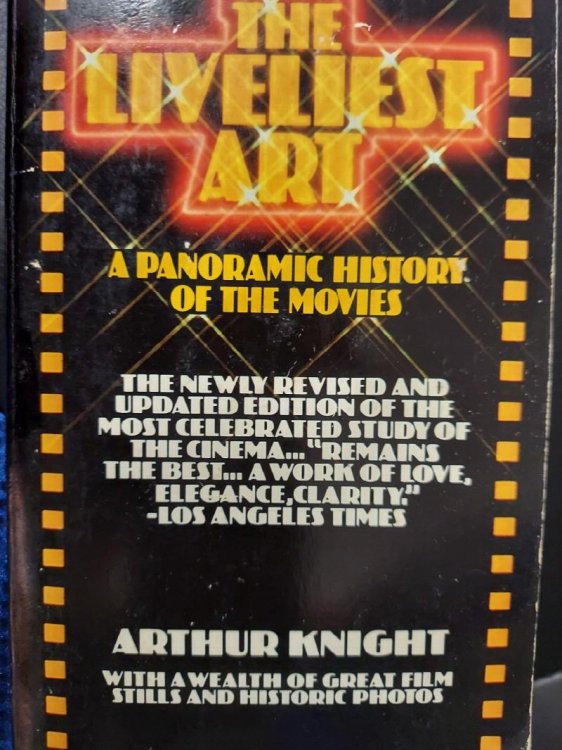 THE
LIVELIEST
ART
A PANORAMIC HISTORY
OF THE MOVIES
THE NEWLY REVISED AND
UPDATED EDITION OF THE
MOST CELEBRATED STUDY OF
THE CINEMA... "REMAINS
THE BEST... A WORK OF LOVE,
ELEGANCE, CLARITY."
-LOS ANGELES TIMES
ARTHUR KNIGHT
WITH A WEALTH OF GREAT FILM
STILLS AND HISTORIC PHOTOS